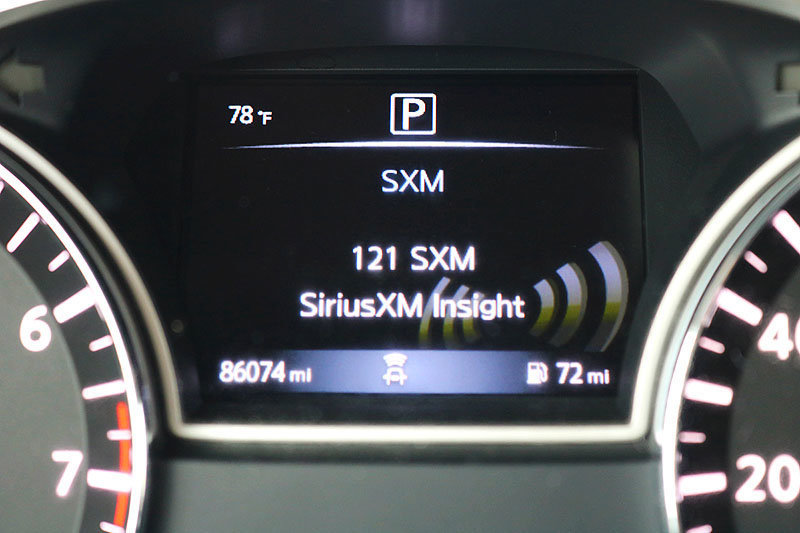 78 °F
P
SXM
121 SXM
SiriusXM Insight
86074 mi
72 mi
6
7
40
20